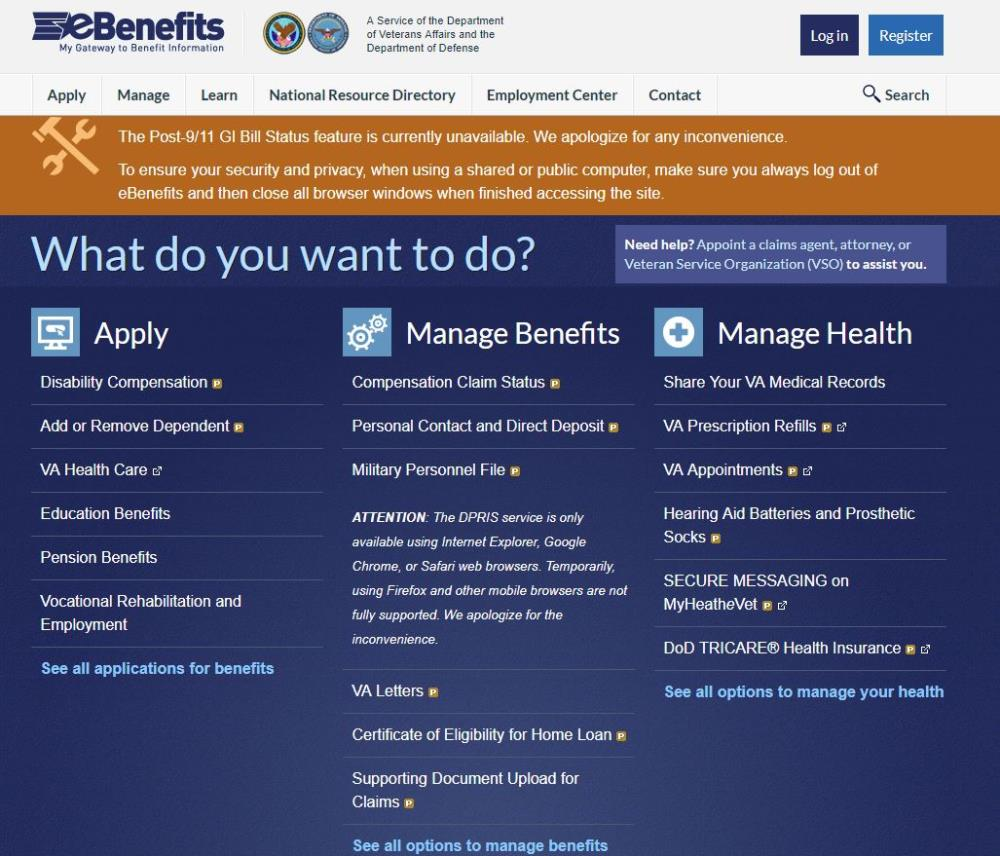 eBenefits
My Gateway to Benefit Information
A Service of the Department
of Veterans Affairs and the
Department of Defense
Log in
Register
Apply
Manage
Learn
National Resource Directory
Employment Center
Contact
Search
The Post-9/11 GI Bill Status feature is currently unavailable. We apologize for any inconvenience.
To ensure your security and privacy, when using a shared or public computer, make sure you always log out of
eBenefits and then close all browser windows when finished accessing the site.
What do you want to do?
Need help? Appoint a claims agent, attorney, or
Veteran Service Organization (VSO) to assist you.
Apply
Disability Compensation P
Add or Remove Dependent P
VA Health Care
Education Benefits
Pension Benefits
Vocational Rehabilitation and
Employment
See all applications for benefits
Manage Benefits
Compensation Claim Status P
Personal Contact and Direct Deposit P
Military Personnel File P
ATTENTION: The DPRIS service is only
available using Internet Explorer, Google
Chrome, or Safari web browsers. Temporarily,
using Firefox and other mobile browsers are not
fully supported. We apologize for the
inconvenience.
VA Letters P
Certificate of Eligibility for Home Loan P
Supporting Document Upload for
Claims P
See all options to manage benefits
Manage Health
Share Your VA Medical Records
VA Prescription Refills P
VA Appointments P
Hearing Aid Batteries and Prosthetic
Socks P
SECURE MESSAGING on
MyHeatheVet P
DoD TRICARE® Health Insurance P
See all options to manage your health